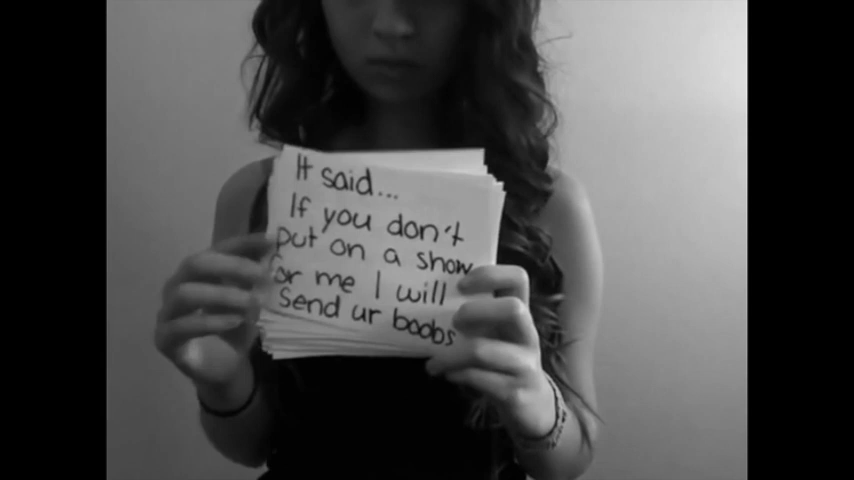 It said...
If you don't
put on a show
for me I will
send ur boobs